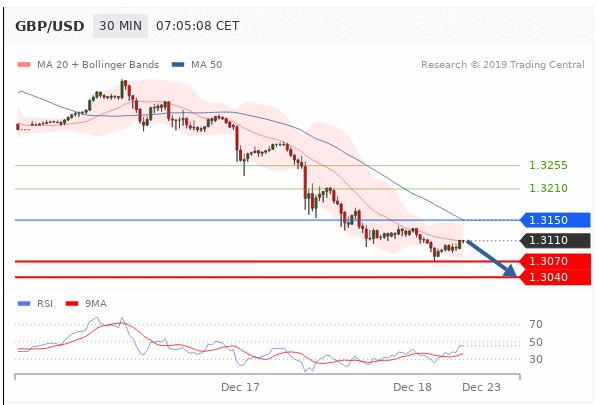 GBP/USD 30 MIN 07:05:08 CET
MA 20 + Bollinger Bands MA 50 Research © 2019 Trading Central
1.3255
1.3210
1.3150
1.3110
1.3070
1.3040
RSI 9MA
70
50
30
Dec 17 Dec 18 Dec 23